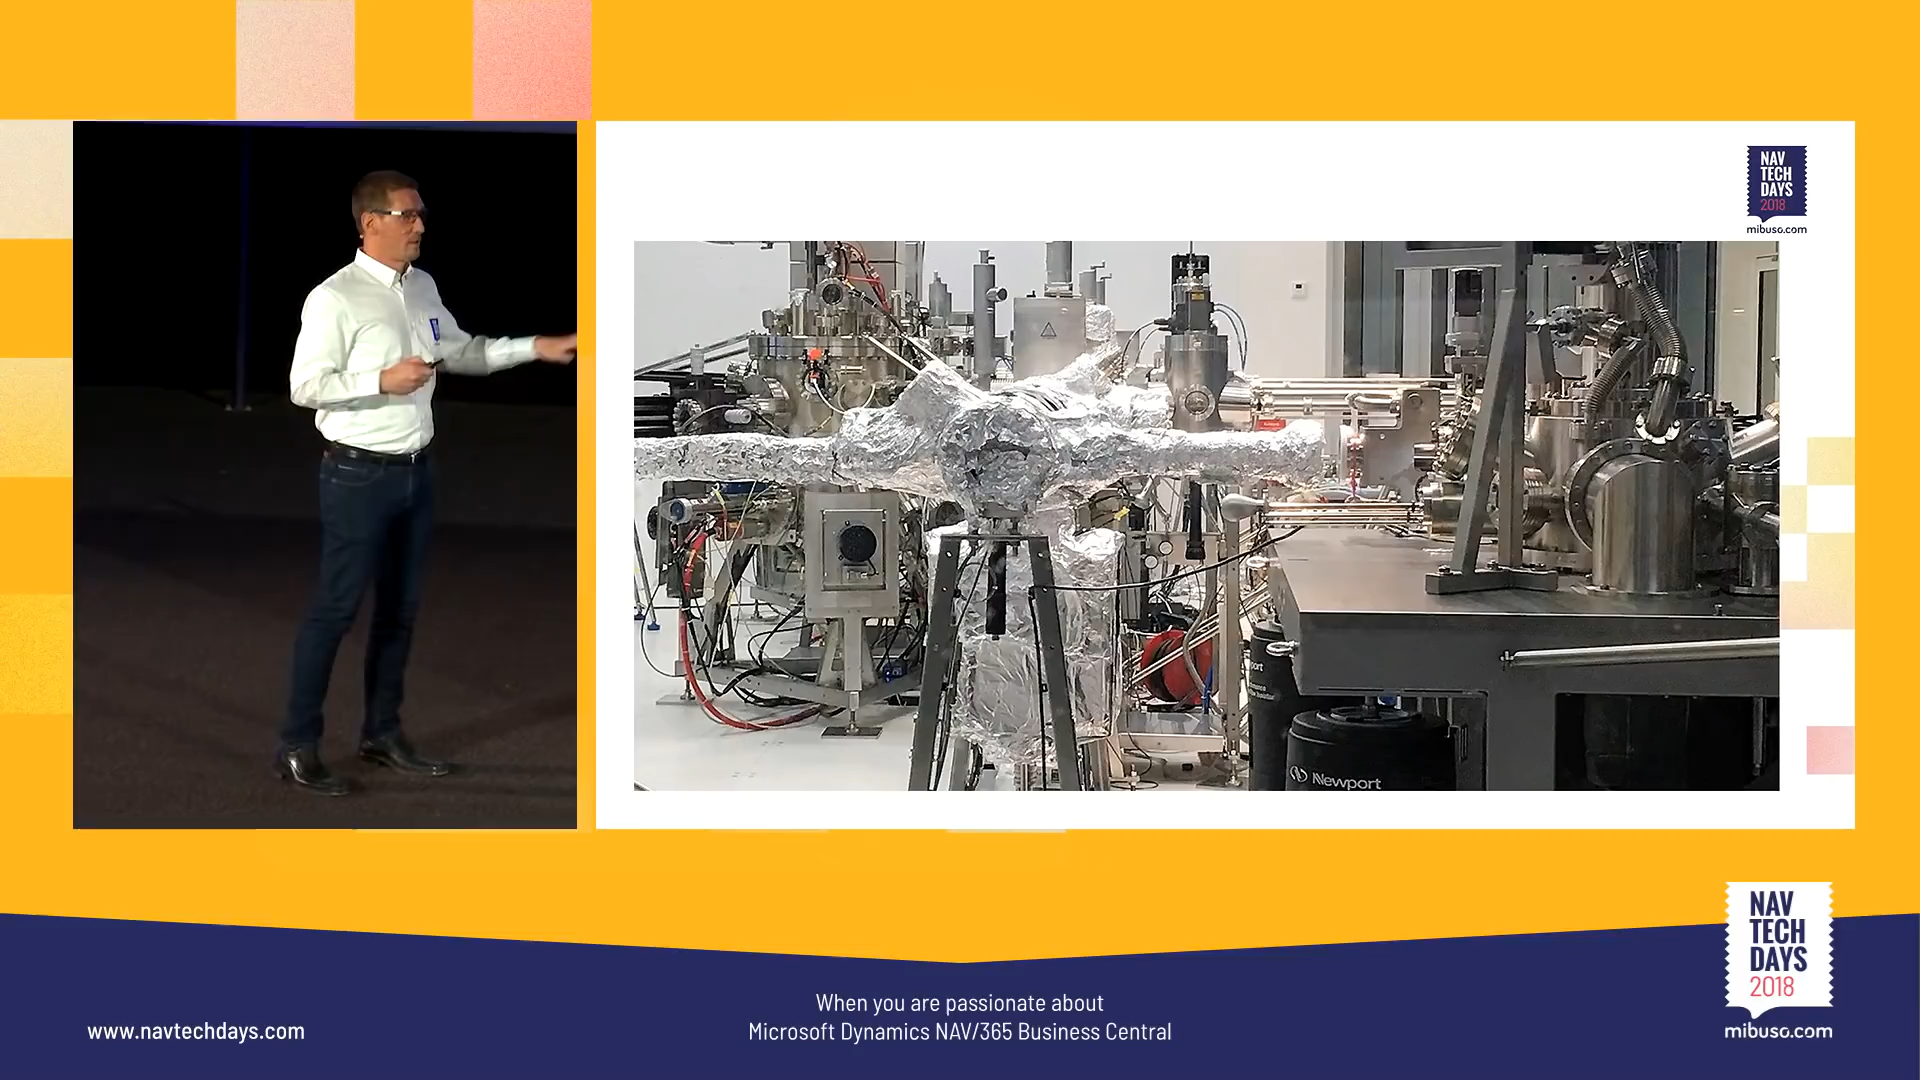 NAV
TECH
DAYS
2018
mibuso.com
Newport
NAV
TECH
DAYS
2018
mibuso.com
When you are passionate about
Microsoft Dynamics NAV/365 Business Central
www.navtechdays.com